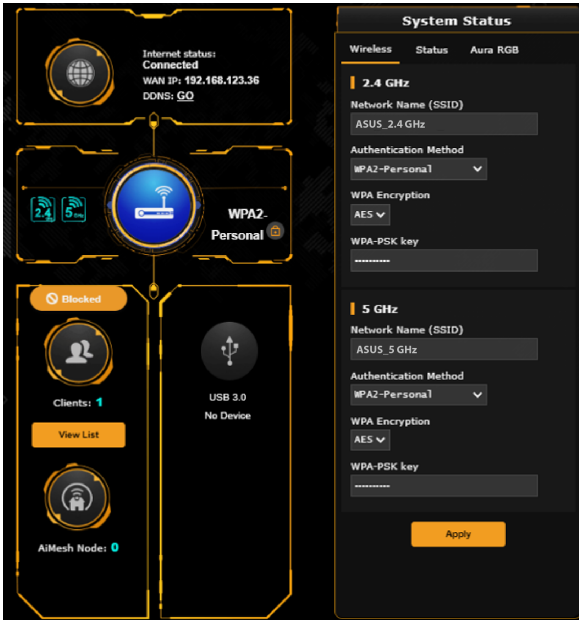 Internet status:
Connected
WAN IP: 192.168.123.36
DDNS: GO
2.4 GHz
5 GHz
WPA2-
Personal
Blocked
Clients: 1
View List
AiMesh Node: 0
USB 3.0
No Device
System Status
Wireless Status Aura RGB
2.4 GHz
Network Name (SSID)
ASUS_2.4 GHz
Authentication Method
WPA2-Personal
WPA Encryption
AES
WPA-PSK key
----------
5 GHz
Network Name (SSID)
ASUS_5 GHz
Authentication Method
WPA2-Personal
WPA Encryption
AES
WPA-PSK key
----------
Apply